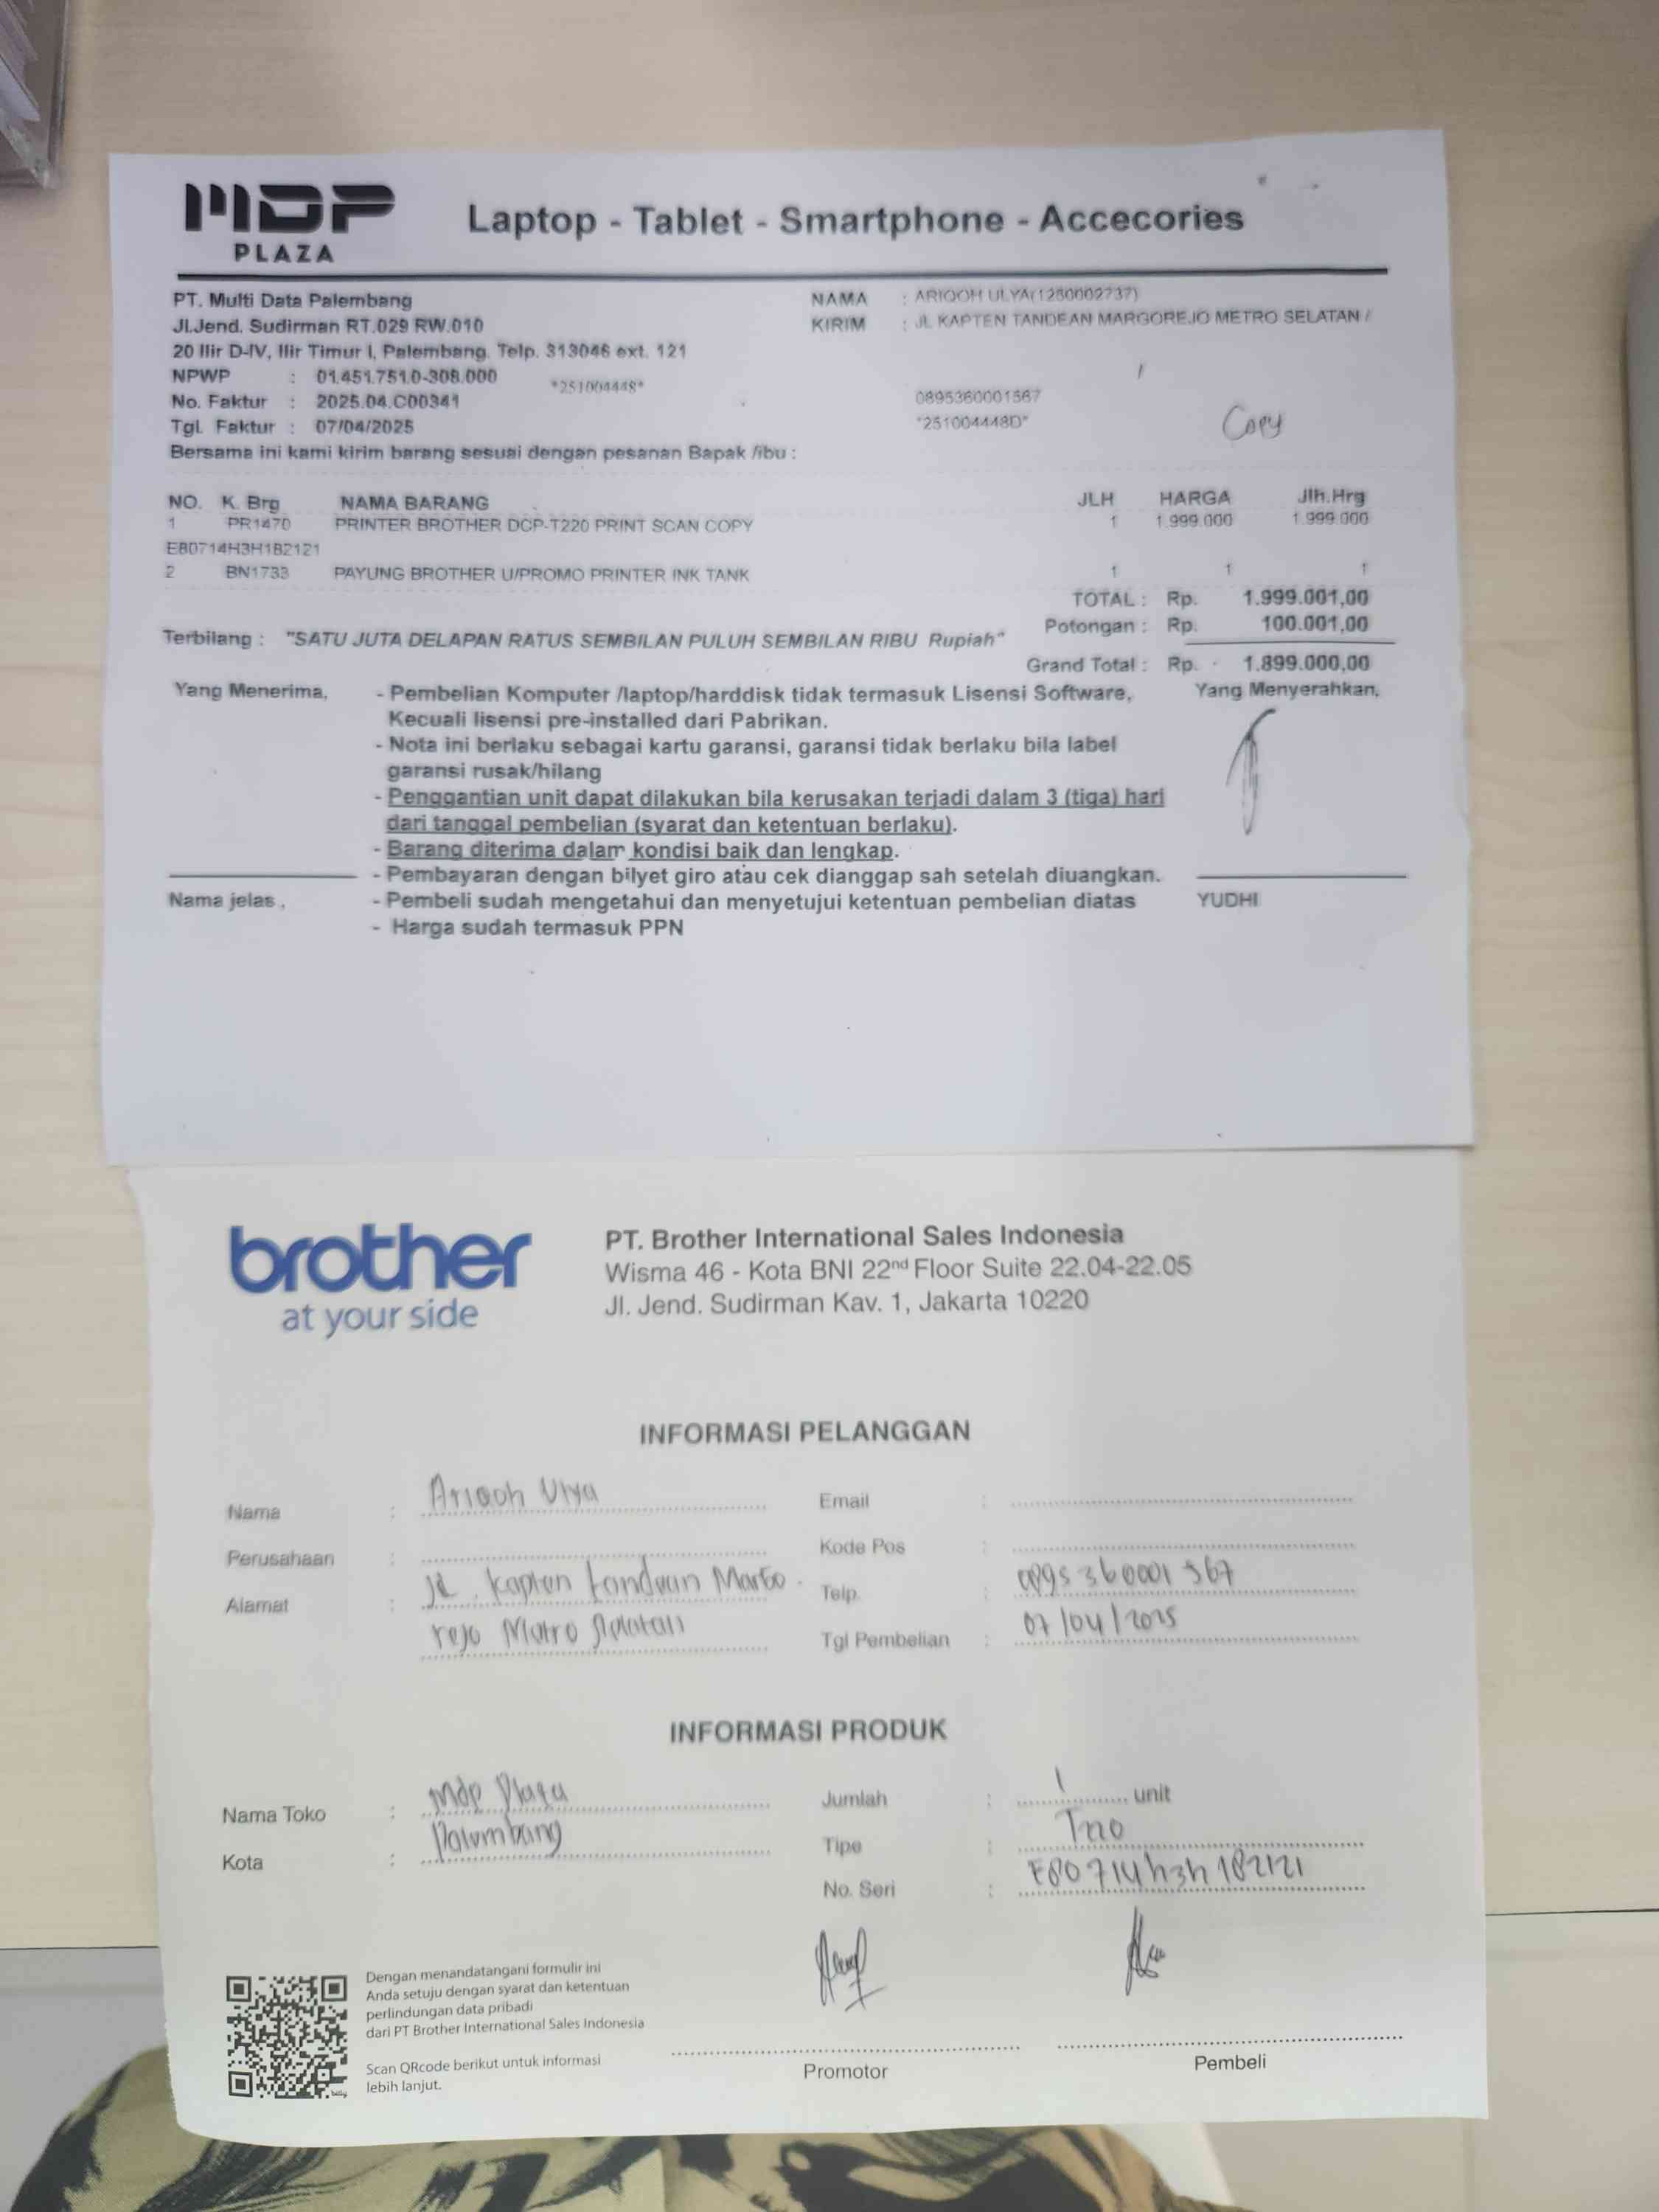 MDP
PLAZA
Laptop - Tablet - Smartphone - Accecories
PT. Multi Data Palembang
Jl.Jend. Sudirman RT.029 RW.010
20 Ilir D-IV, Ilir Timur I, Palembang. Telp. 313046 ext. 121
NPWP : 01.451.751.0-308.000
*251004448*
No. Faktur : 2025.04.C00341
Tgl. Faktur : 07/04/2025
Bersama ini kami kirim barang sesuai dengan pesanan Bapak /ibu :
NAMA : ARIQOH ULYA(1280002737)
KIRIM : JL KAPTEN TANDEAN MARGOREJO METRO SELATAN /
/
0895360001567
*251004448D*
Copy
NO. K. Brg NAMA BARANG JLH HARGA Jlh.Hrg
1 PR1470 PRINTER BROTHER DCP-T220 PRINT SCAN COPY 1 1.999.000 1.999.000
E80714H3H182121
2 BN1733 PAYUNG BROTHER U/PROMO PRINTER INK TANK 1 1 1
TOTAL : Rp. 1.999.001,00
Potongan : Rp. 100.001,00
Terbilang : "SATU JUTA DELAPAN RATUS SEMBILAN PULUH SEMBILAN RIBU Rupiah"
Grand Total : Rp. 1.899.000,00
Yang Menerima,
- Pembelian Komputer /laptop/harddisk tidak termasuk Lisensi Software,
Kecuali lisensi pre-installed dari Pabrikan.
- Nota ini berlaku sebagai kartu garansi, garansi tidak berlaku bila label
garansi rusak/hilang
- Penggantian unit dapat dilakukan bila kerusakan terjadi dalam 3 (tiga) hari
dari tanggal pembelian (syarat dan ketentuan berlaku).
- Barang diterima dalam kondisi baik dan lengkap.
- Pembayaran dengan bilyet giro atau cek dianggap sah setelah diuangkan.
- Pembeli sudah mengetahui dan menyetujui ketentuan pembelian diatas
- Harga sudah termasuk PPN
Yang Menyerahkan,
Nama jelas ,
YUDHI
brother
at your side
PT. Brother International Sales Indonesia
Wisma 46 - Kota BNI 22nd Floor Suite 22.04-22.05
Jl. Jend. Sudirman Kav. 1, Jakarta 10220
INFORMASI PELANGGAN
Nama : Ariqoh Ulya
Perusahaan :
Alamat : Jl. Kapten tandean Margo
rejo Metro Selatan
Email :
Kode Pos :
Telp. : 0895360001567
Tgl Pembelian : 07/04/2025
INFORMASI PRODUK
Nama Toko : Mdp Plaza
Kota : Palembang
Jumlah : 1 unit
Tipe : T220
No. Seri : E80714h3h182121
Dengan menandatangani formulir ini
Anda setuju dengan syarat dan ketentuan
perlindungan data pribadi
dari PT Brother International Sales Indonesia
Scan QRcode berikut untuk informasi
lebih lanjut.
Promotor
Pembeli